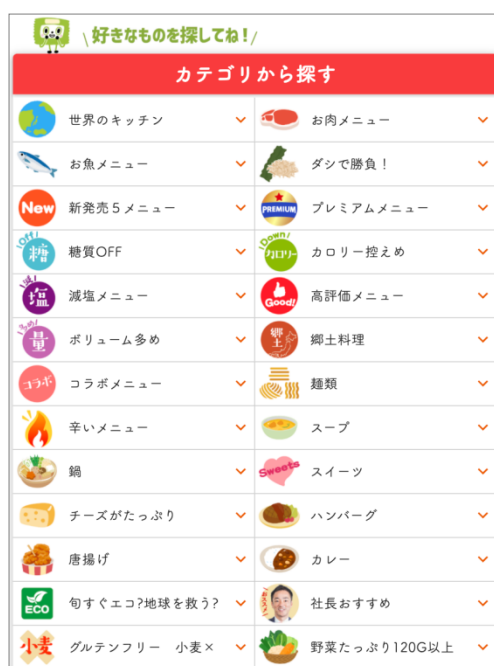 好きなものを探してね!
カテゴリから探す
世界のキッチン
お肉メニュー
お魚メニュー
ダシで勝負！
New 新発売５メニュー
PREMIUM プレミアムメニュー
Off 糖 糖質OFF
Down カロリー カロリー控えめ
減 塩 減塩メニュー
Good! 高評価メニュー
多め 量 ボリューム多め
郷土 郷土料理
コラボ コラボメニュー
麺類
辛いメニュー
スープ
鍋
Sweets スイーツ
チーズがたっぷり
ハンバーグ
唐揚げ
カレー
ECO 旬すぐエコ?地球を救う?
社長おすすめ
小麦 グルテンフリー　小麦×
野菜たっぷり120G以上